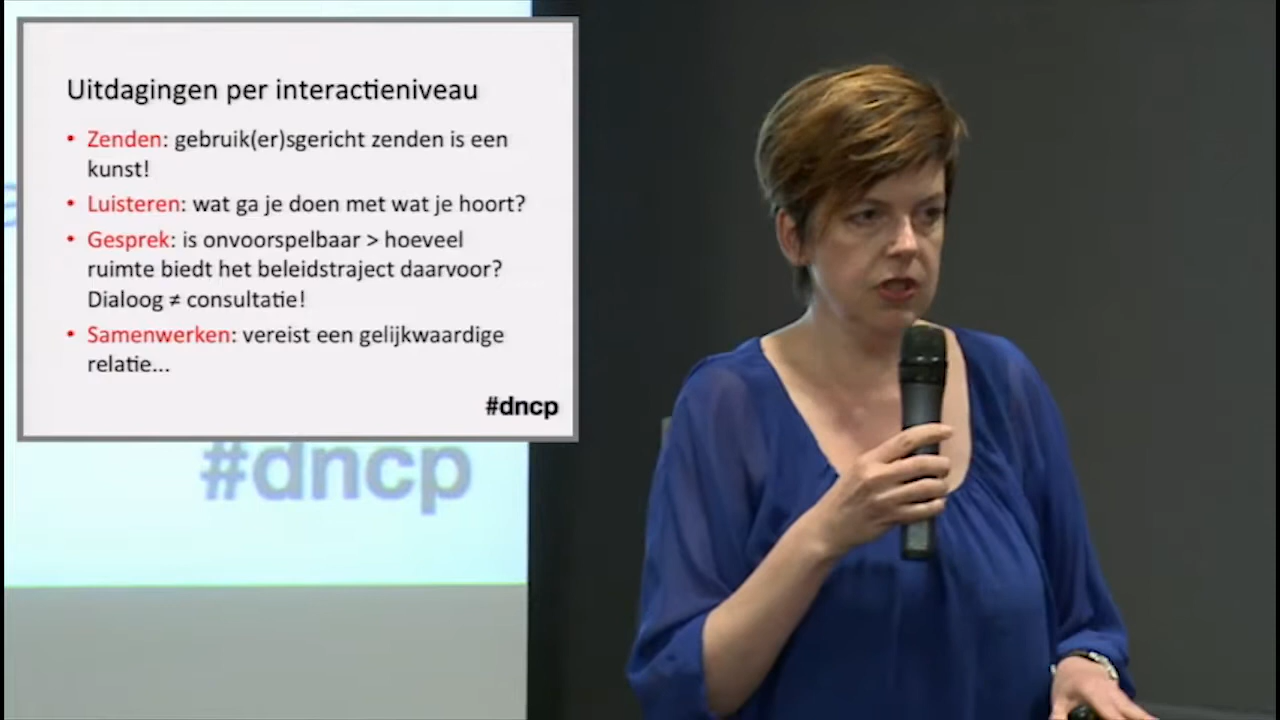 Uitdagingen per interactieniveau
• Zenden: gebruik(er)sgericht zenden is een
kunst!
• Luisteren: wat ga je doen met wat je hoort?
• Gesprek: is onvoorspelbaar > hoeveel
ruimte biedt het beleidstraject daarvoor?
Dialoog ≠ consultatie!
• Samenwerken: vereist een gelijkwaardige
relatie...
#dncp
#dncp